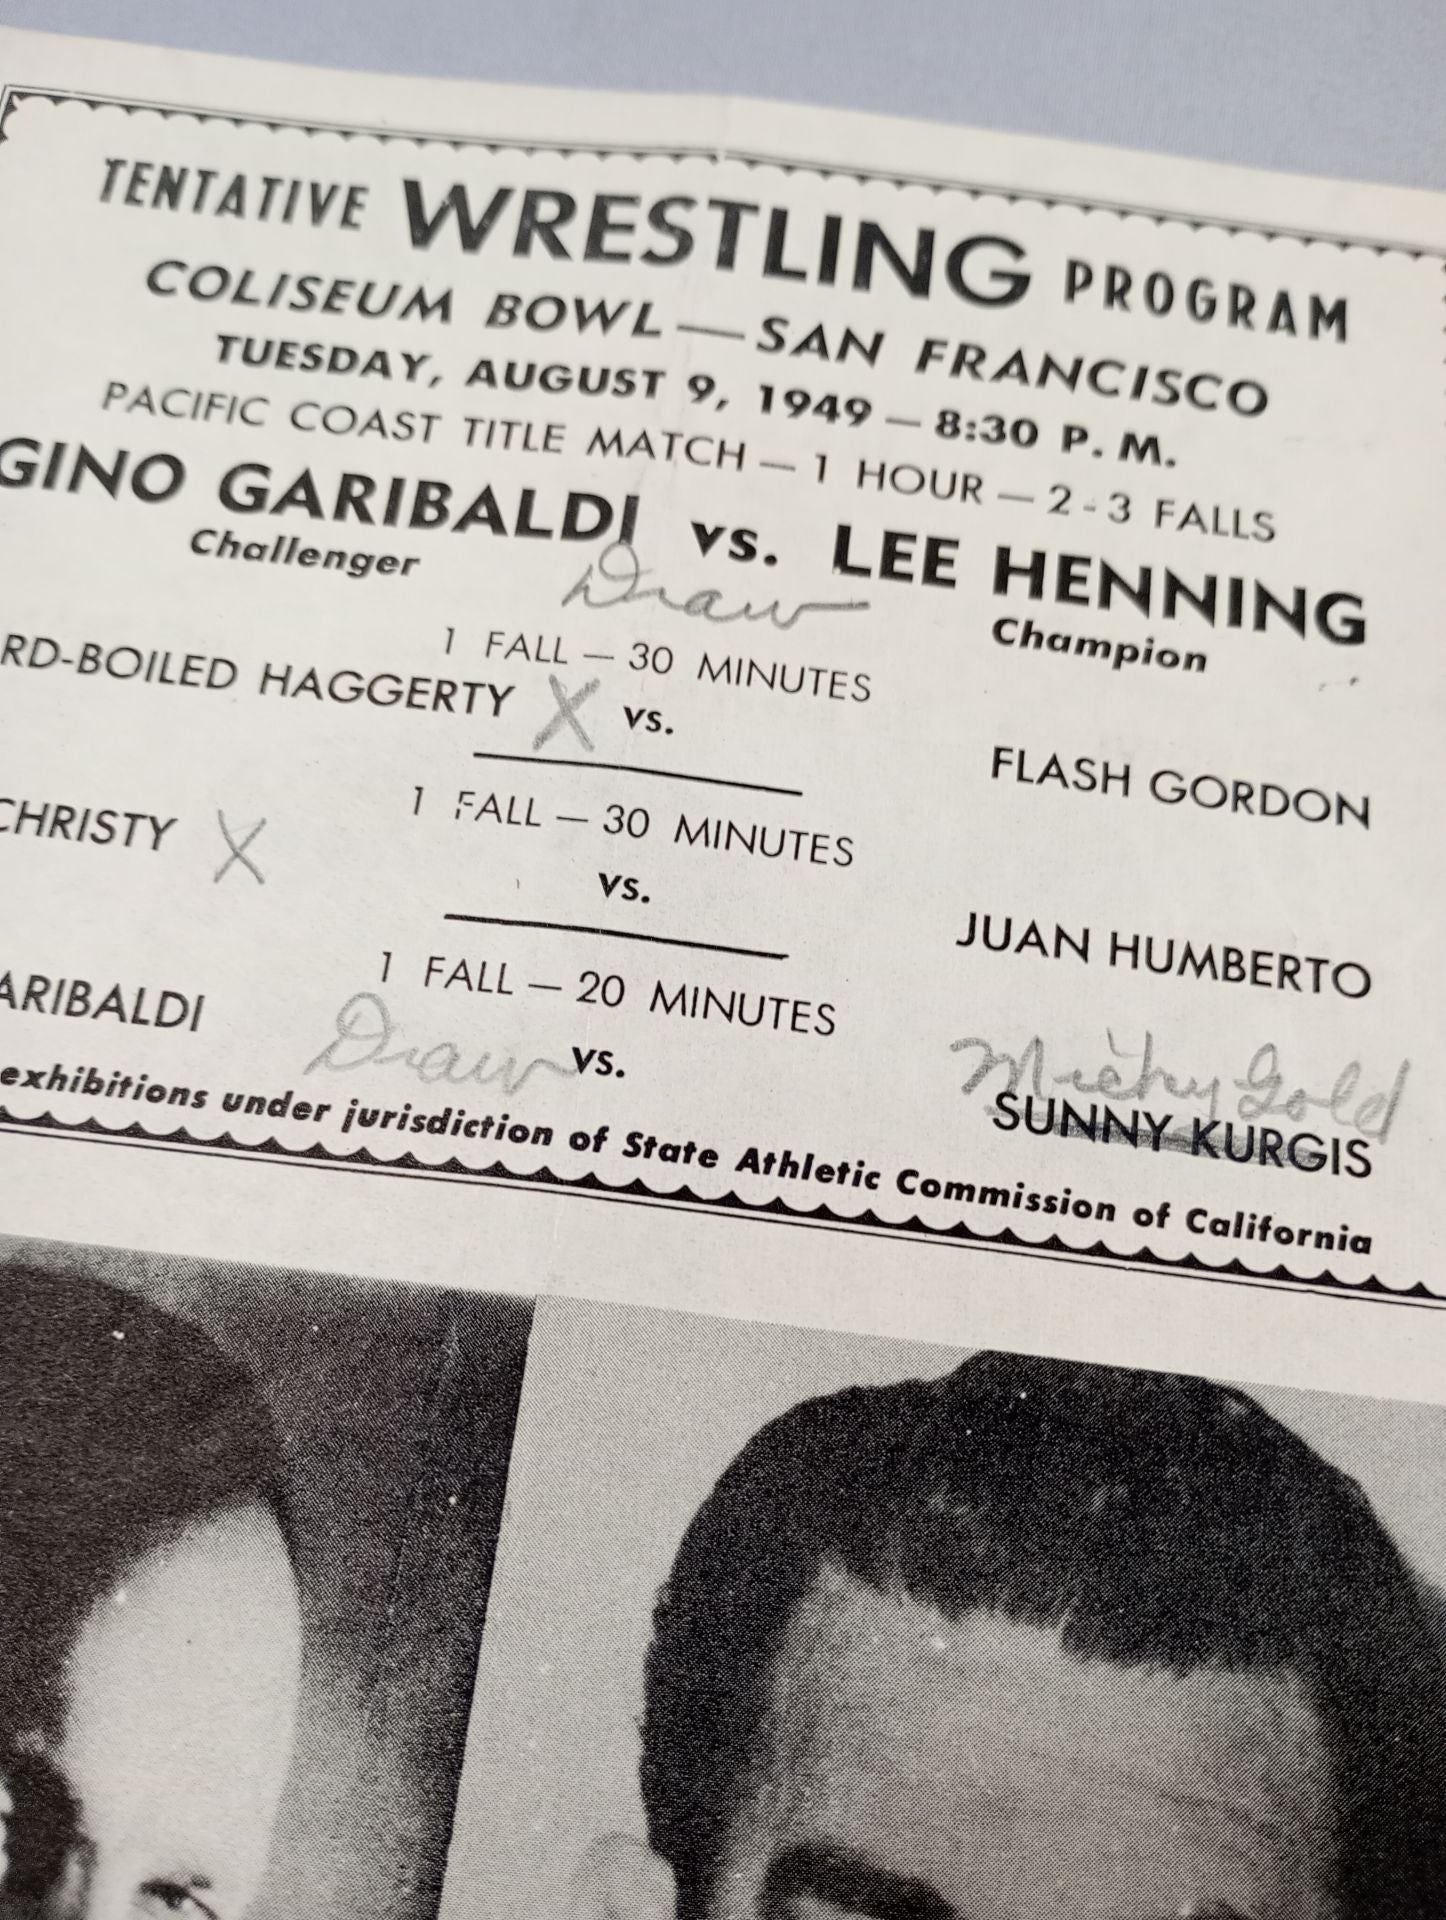 TENTATIVE WRESTLING PROGRAM
COLISEUM BOWL — SAN FRANCISCO
TUESDAY, AUGUST 9, 1949 — 8:30 P. M.
PACIFIC COAST TITLE MATCH — 1 HOUR — 2-3 FALLS
GINO GARIBALDI vs. LEE HENNING
Challenger Draw Champion
1 FALL — 30 MINUTES
RD-BOILED HAGGERTY X vs. FLASH GORDON
1 FALL — 30 MINUTES
CHRISTY X vs. JUAN HUMBERTO
1 FALL — 20 MINUTES
Micky Gold
ARIBALDI Draw vs. SUNNY KURGIS
exhibitions under jurisdiction of State Athletic Commission of California